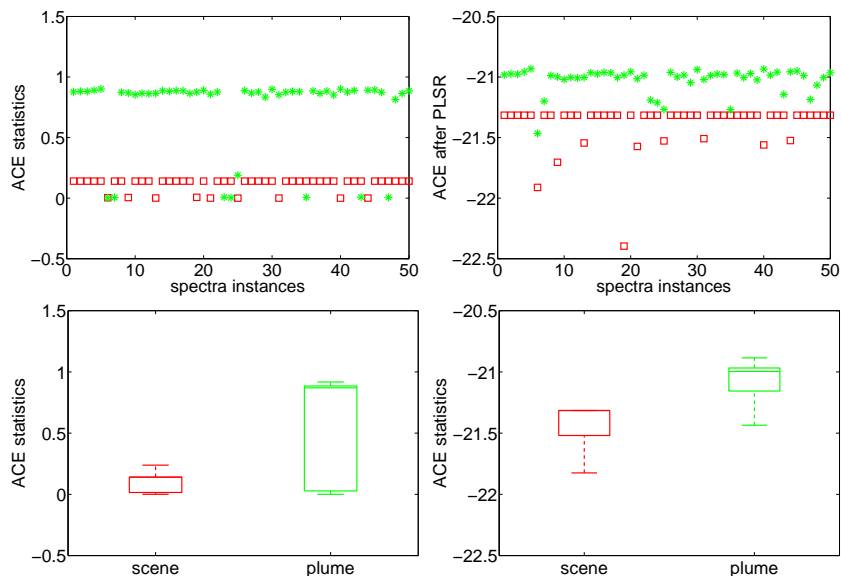 1.5
1
0.5
0
−0.5
ACE statistics
0 10 20 30 40 50
spectra instances
−20.5
−21
−21.5
−22
−22.5
ACE after PLSR
0 10 20 30 40 50
spectra instances
1.5
1
0.5
0
−0.5
ACE statistics
scene plume
−20.5
−21
−21.5
−22
−22.5
ACE statistics
scene plume